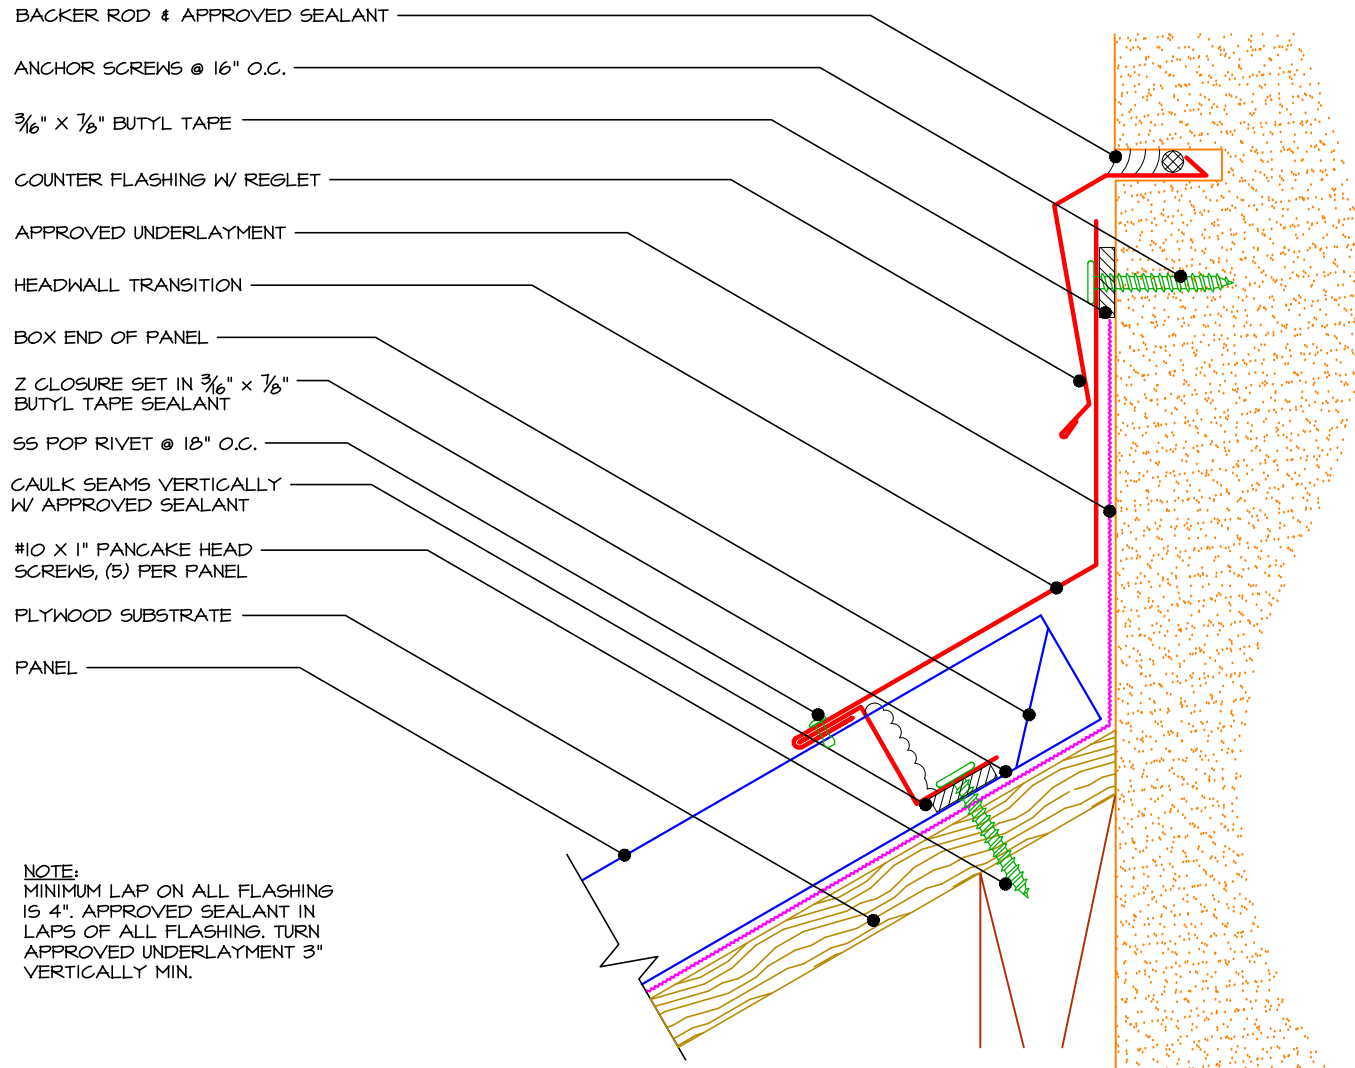 BACKER ROD & APPROVED SEALANT
ANCHOR SCREWS @ 16" O.C.
3/16" X 7/8" BUTYL TAPE
COUNTER FLASHING W/ REGLET
APPROVED UNDERLAYMENT
HEADWALL TRANSITION
BOX END OF PANEL
Z CLOSURE SET IN 3/16" X 7/8"
BUTYL TAPE SEALANT
SS POP RIVET @ 18" O.C.
CAULK SEAMS VERTICALLY
W/ APPROVED SEALANT
#10 X 1" PANCAKE HEAD
SCREWS, (5) PER PANEL
PLYWOOD SUBSTRATE
PANEL
NOTE:
MINIMUM LAP ON ALL FLASHING
IS 4". APPROVED SEALANT IN
LAPS OF ALL FLASHING. TURN
APPROVED UNDERLAYMENT 3"
VERTICALLY MIN.